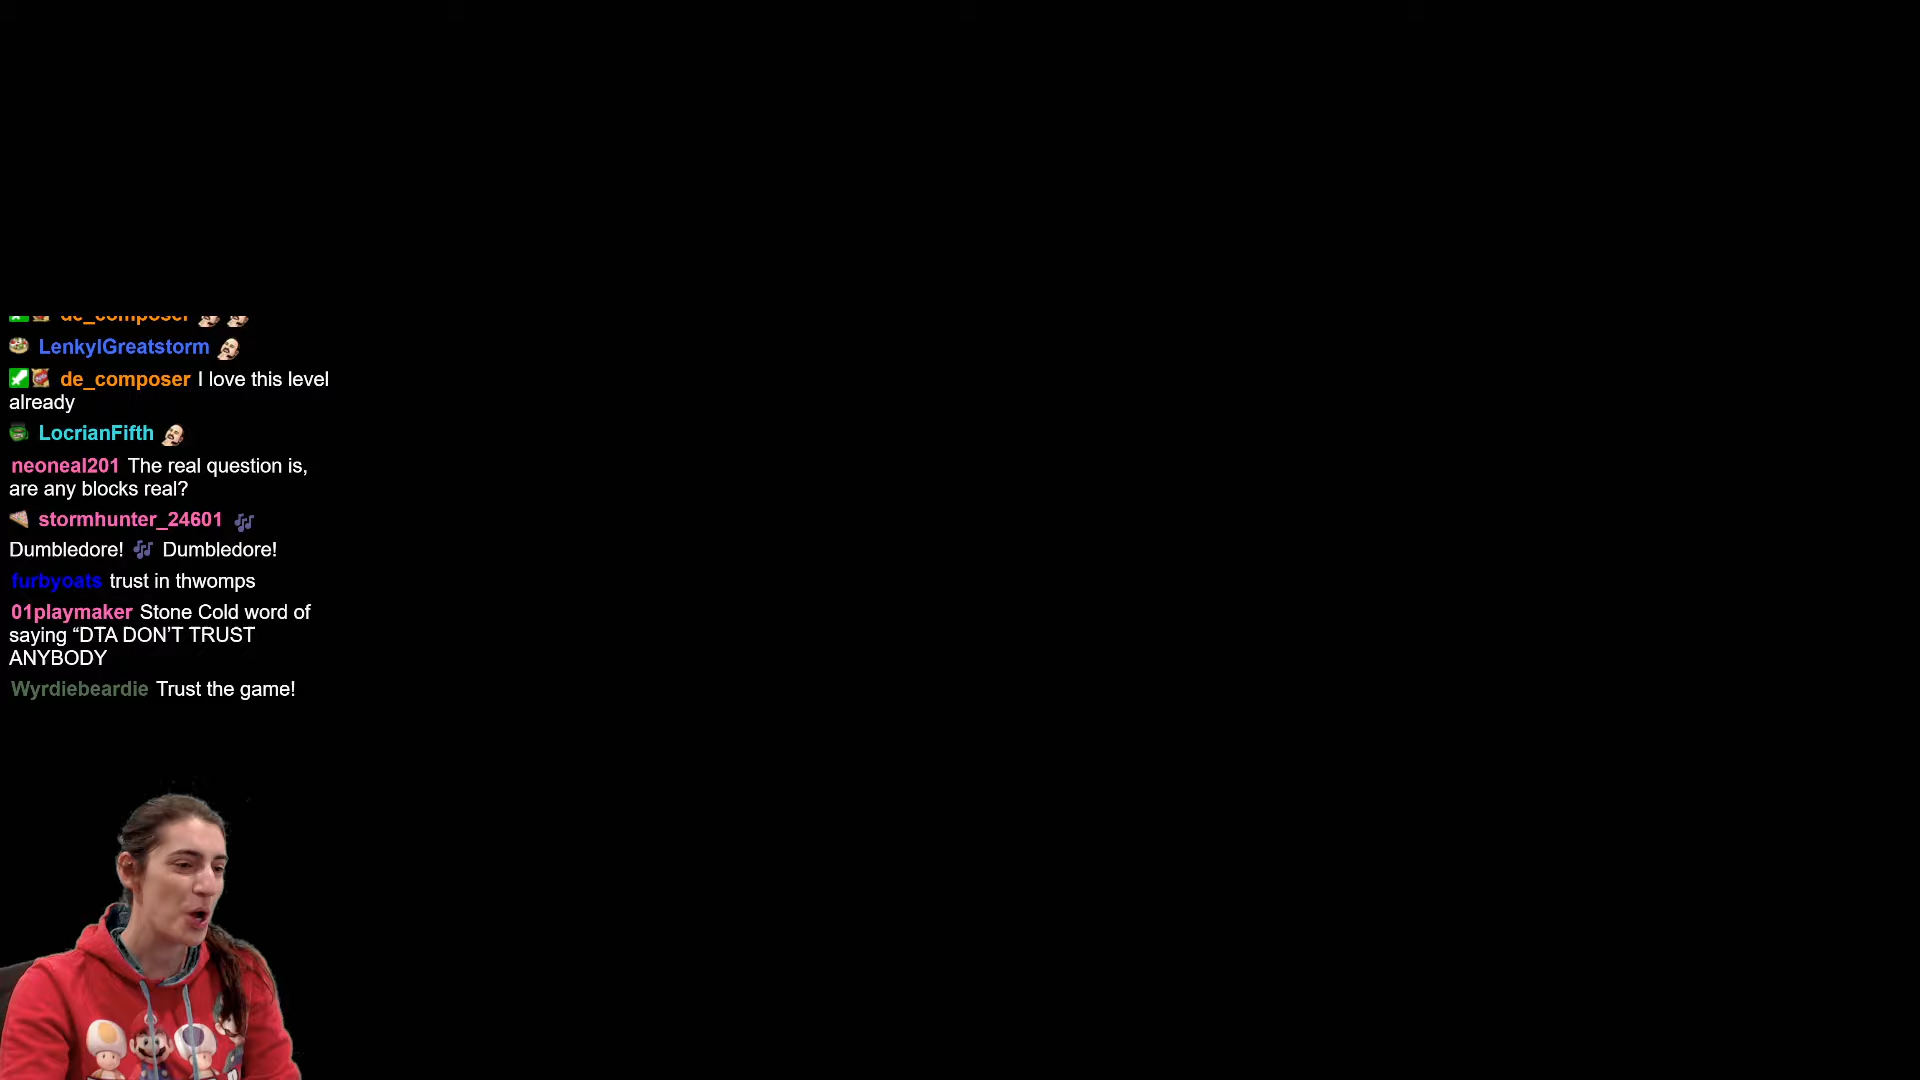 de_composer
LenkylGreatstorm
de_composer I love this level
already
LocrianFifth
neoneal201 The real question is,
are any blocks real?
stormhunter_24601
Dumbledore! Dumbledore!
furbyoats trust in thwomps
01playmaker Stone Cold word of
saying “DTA DON'T TRUST
ANYBODY
Wyrdiebeardie Trust the game!